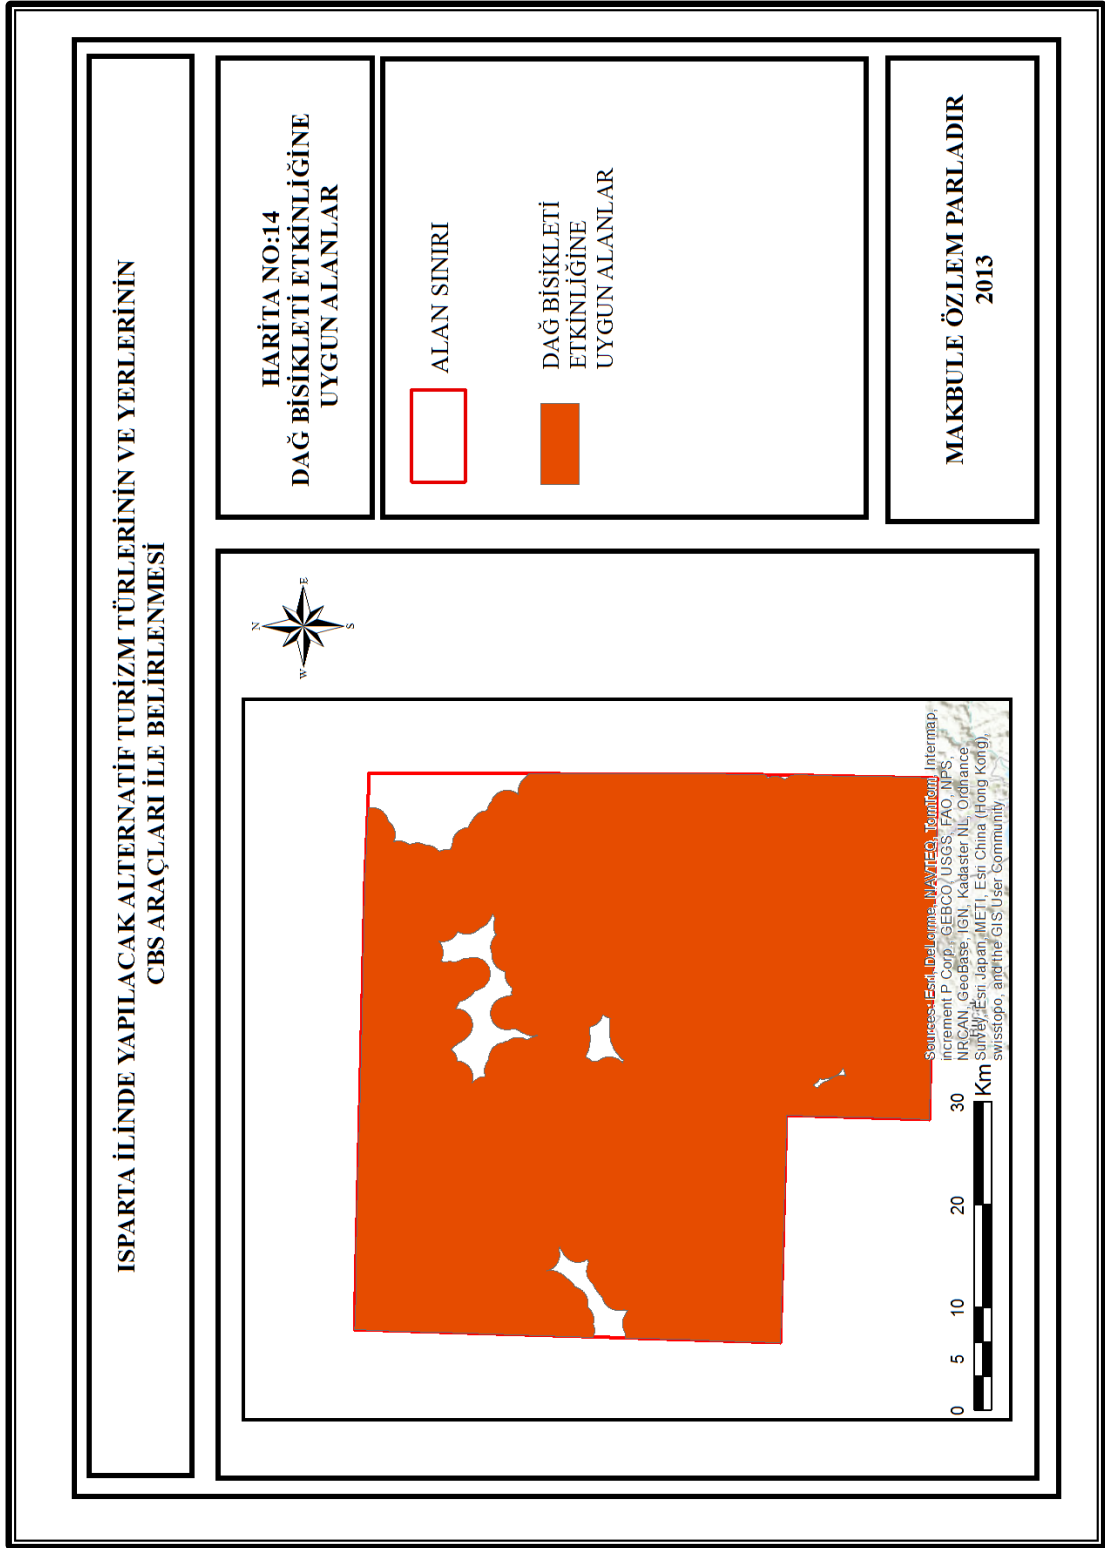 ISPARTA İLİNDE YAPILACAK ALTERNATİF TURİZM TÜRLERİNİN VE YERLERİNİN
CBS ARAÇLARI İLE BELİRLENMESİ
HARİTA NO:14
DAĞ BİSİKLETİ ETKİNLİĞİNE
UYGUN ALANLAR
ALAN SINIRI
DAĞ BİSİKLETİ
ETKİNLİĞİNE
UYGUN ALANLAR
MAKBULE ÖZLEM PARLADIR
2013
N
W
E
S
Sources: Esri, DeLorme, NAVTEQ, TomTom, Intermap,
increment P Corp., GEBCO, USGS, FAO, NPS,
NRCAN, GeoBase, IGN, Kadaster NL, Ordnance
Survey, Esri Japan, METI, Esri China (Hong Kong),
swisstopo, and the GIS User Community
0 5 10 20 30
Km